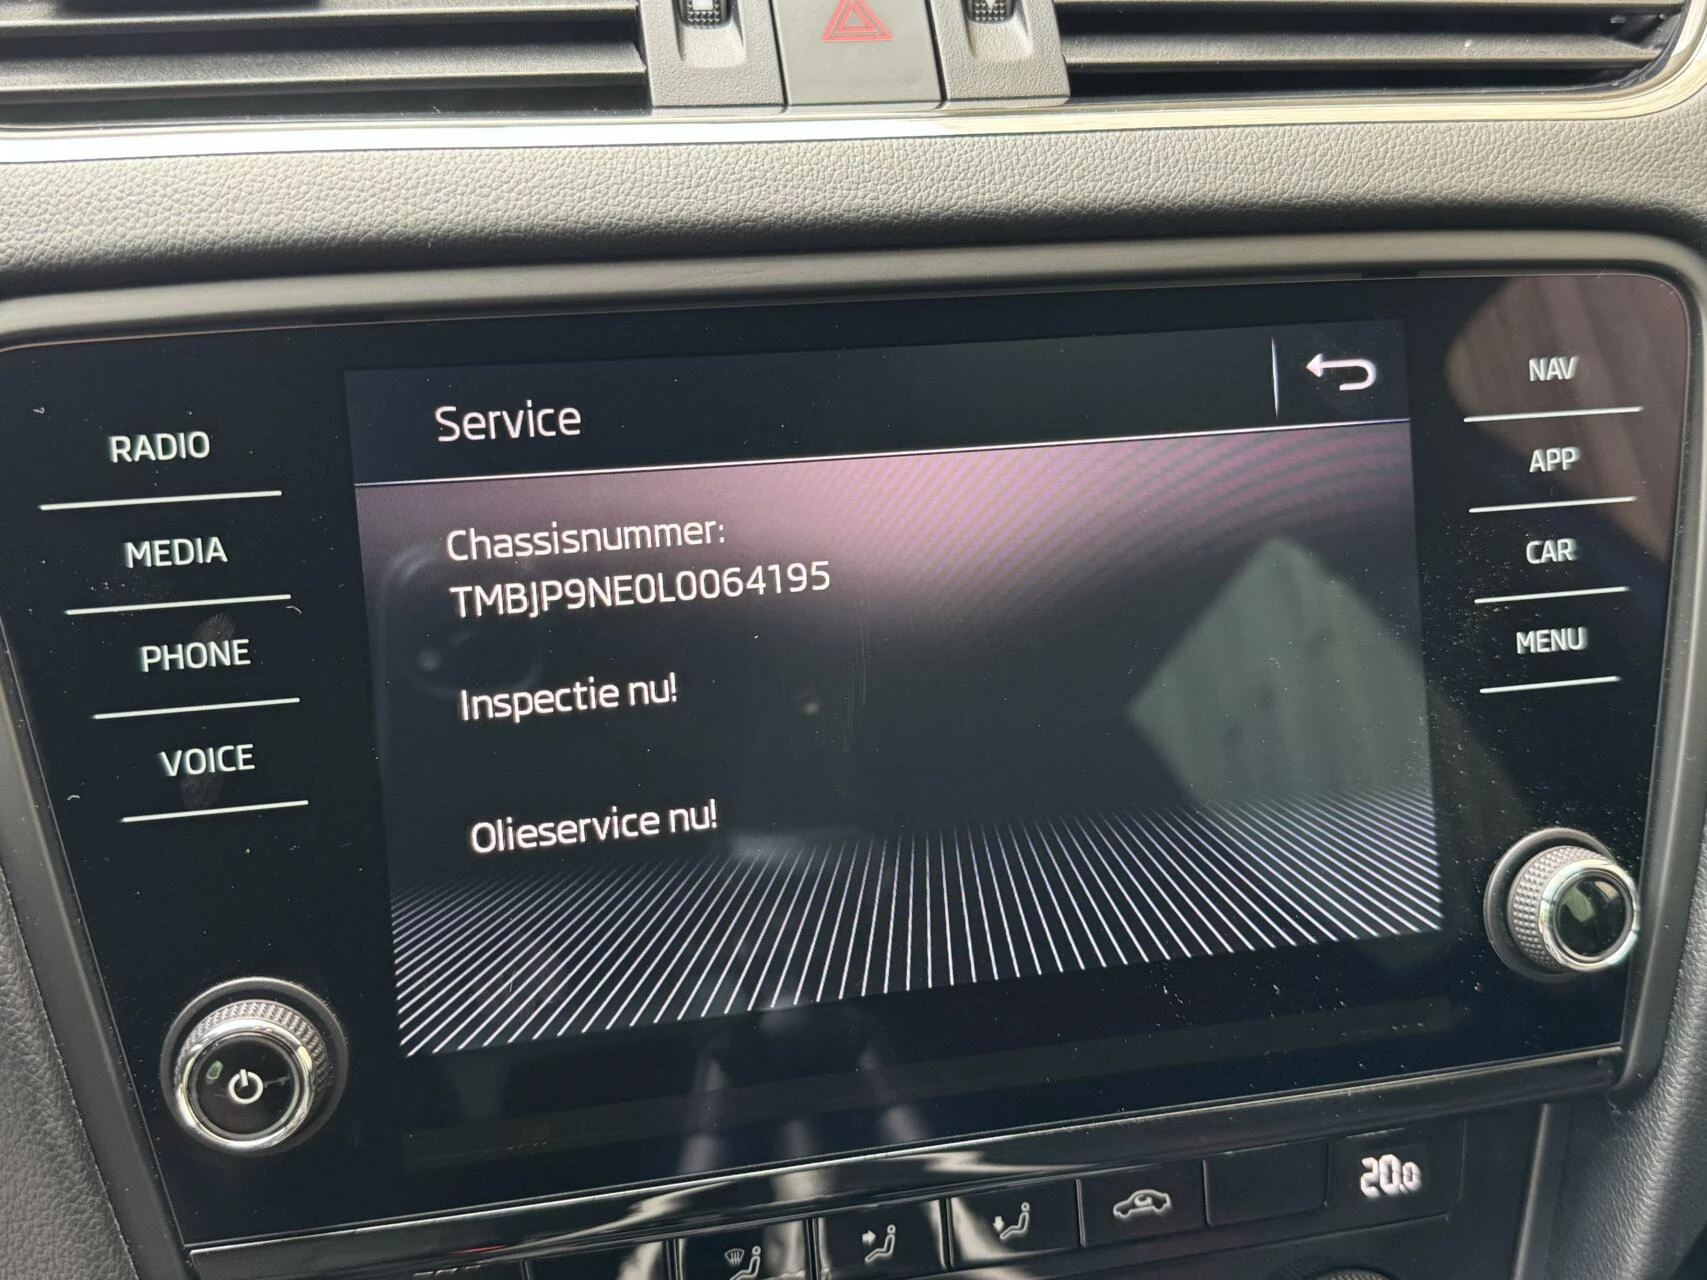 Service
RADIO
MEDIA
PHONE
VOICE
Chassisnummer:
TMBJP9NE0L0064195
Inspectie nu!
Olieservice nu!
NAV
APP
CAR
MENU
20.0